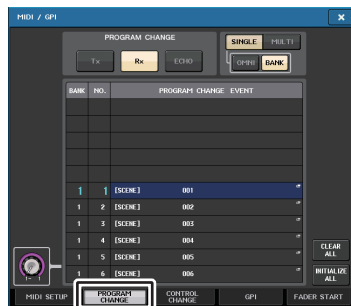 MIDI / GPI
PROGRAM CHANGE
SINGLE MULTI
Tx Rx ECHO
OMNI BANK
BANK NO. PROGRAM CHANGE EVENT
1 1 [SCENE] 001
1 2 [SCENE] 002
1 3 [SCENE] 003
1 4 [SCENE] 004
1 5 [SCENE] 005
1 6 [SCENE] 006
CLEAR ALL
INITIALIZE ALL
MIDI SETUP
PROGRAM CHANGE
CONTROL CHANGE
GPI
FADER START